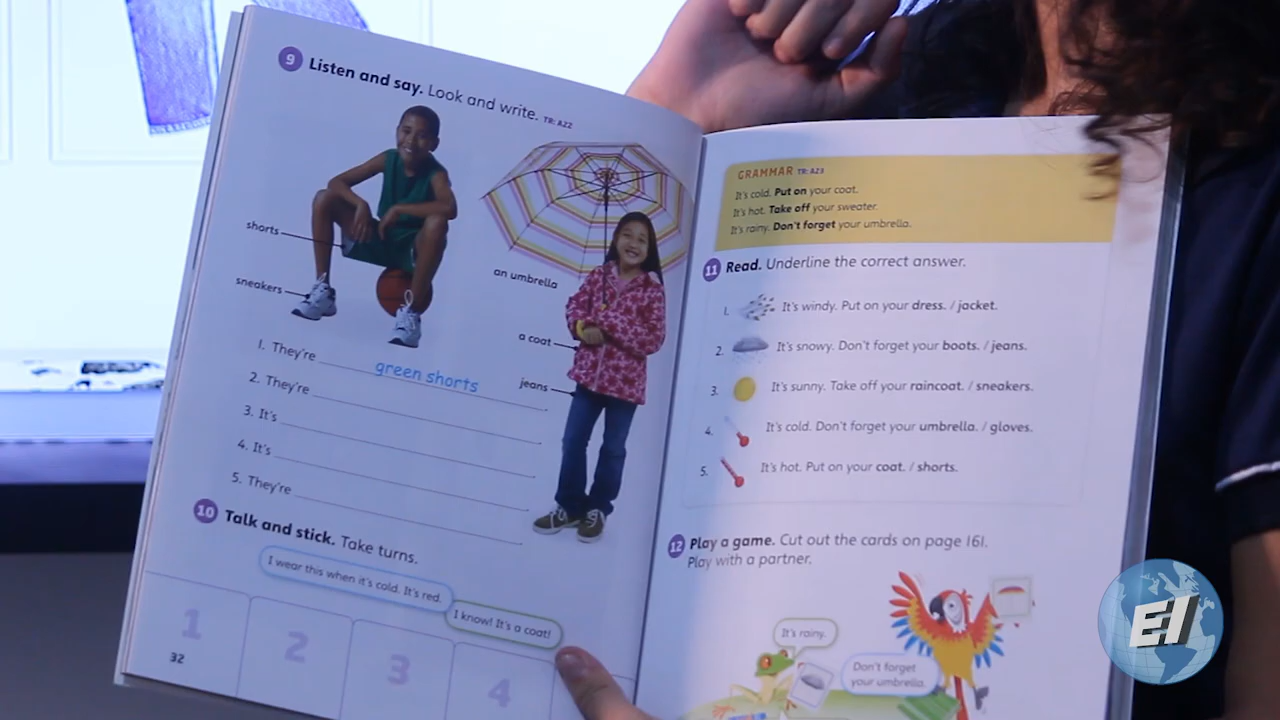 9 Listen and say. Look and write. TR: A22
shorts
sneakers
an umbrella
a coat
jeans
1. They're green shorts
2. They're
3. It's
4. It's
5. They're
10 Talk and stick. Take turns.
I wear this when it's cold. It's red.
I know! It's a coat!
1
2
3
4
32
GRAMMAR TR: A23
It's cold. Put on your coat.
It's hot. Take off your sweater.
It's rainy. Don't forget your umbrella.
11 Read. Underline the correct answer.
1. It's windy. Put on your dress. / jacket.
2. It's snowy. Don't forget your boots. / jeans.
3. It's sunny. Take off your raincoat. / sneakers.
4. It's cold. Don't forget your umbrella. / gloves.
5. It's hot. Put on your coat. / shorts.
12 Play a game. Cut out the cards on page 161.
Play with a partner.
It's rainy.
Don't forget
your umbrella.
EI